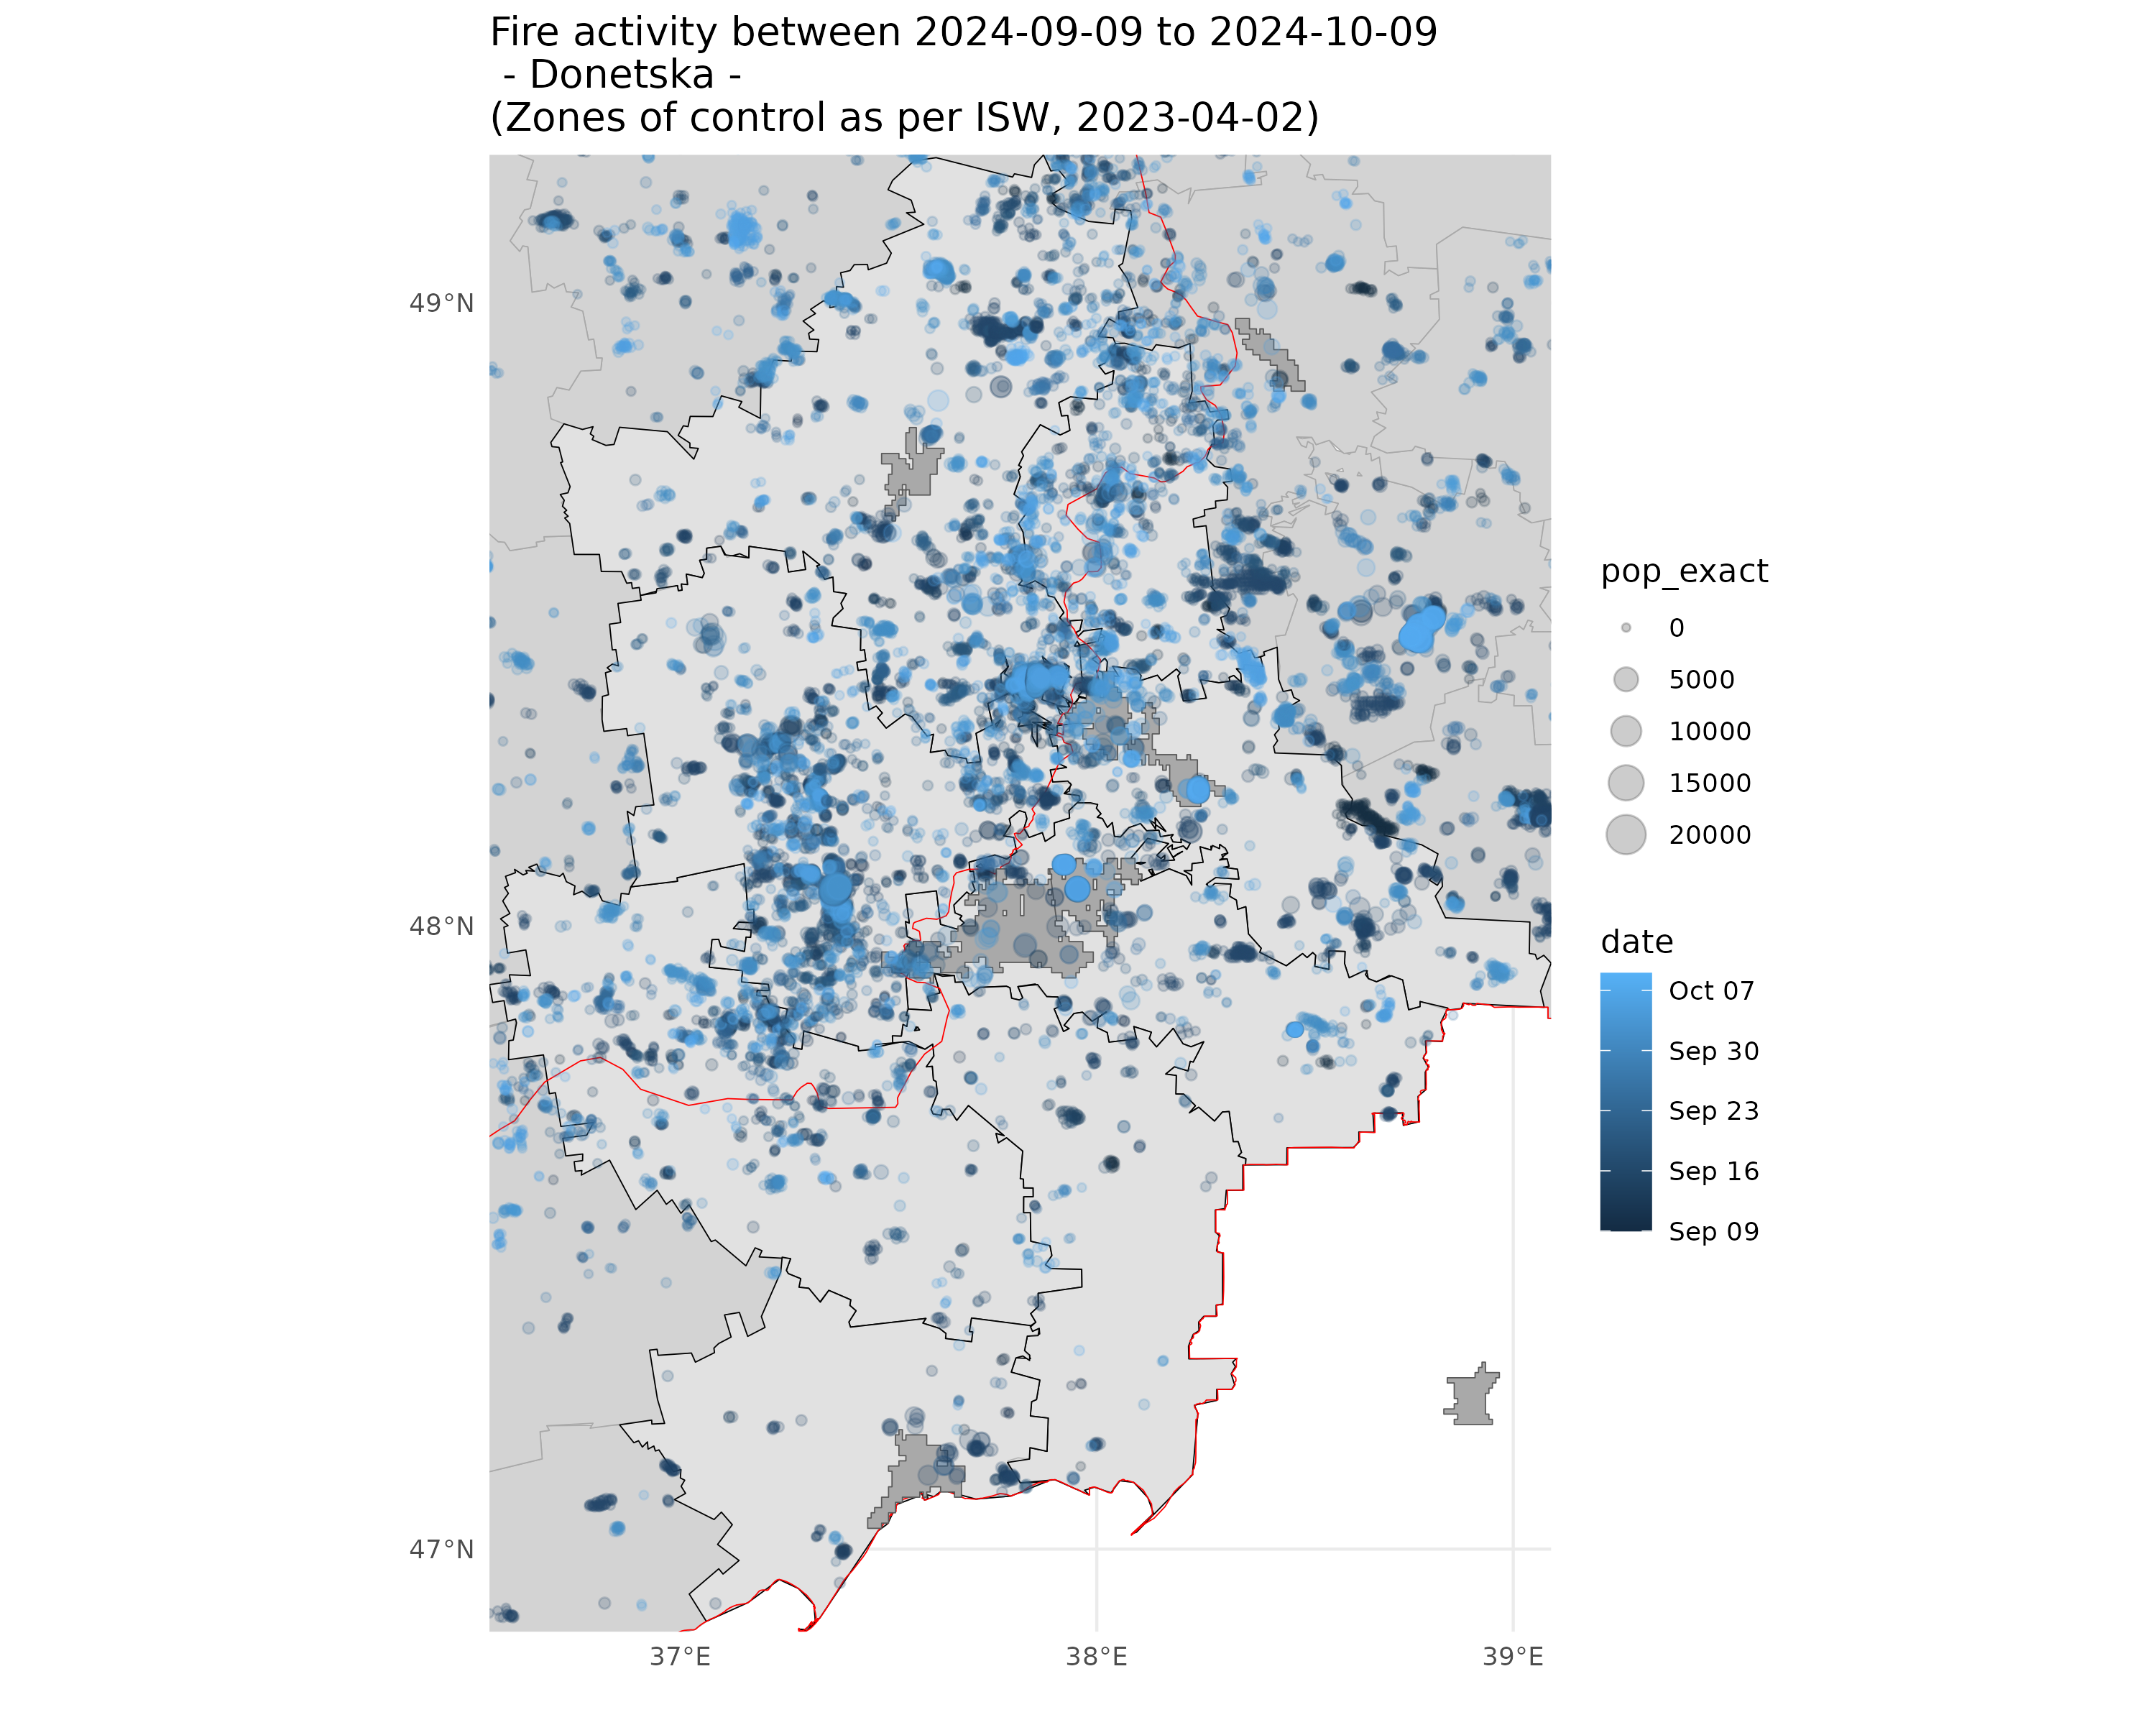 Fire activity between 2024-09-09 to 2024-10-09
- Donetska -
(Zones of control as per ISW, 2023-04-02)
49°N
48°N
47°N
37°E
38°E
39°E
pop_exact
0
5000
10000
15000
20000
date
Oct 07
Sep 30
Sep 23
Sep 16
Sep 09